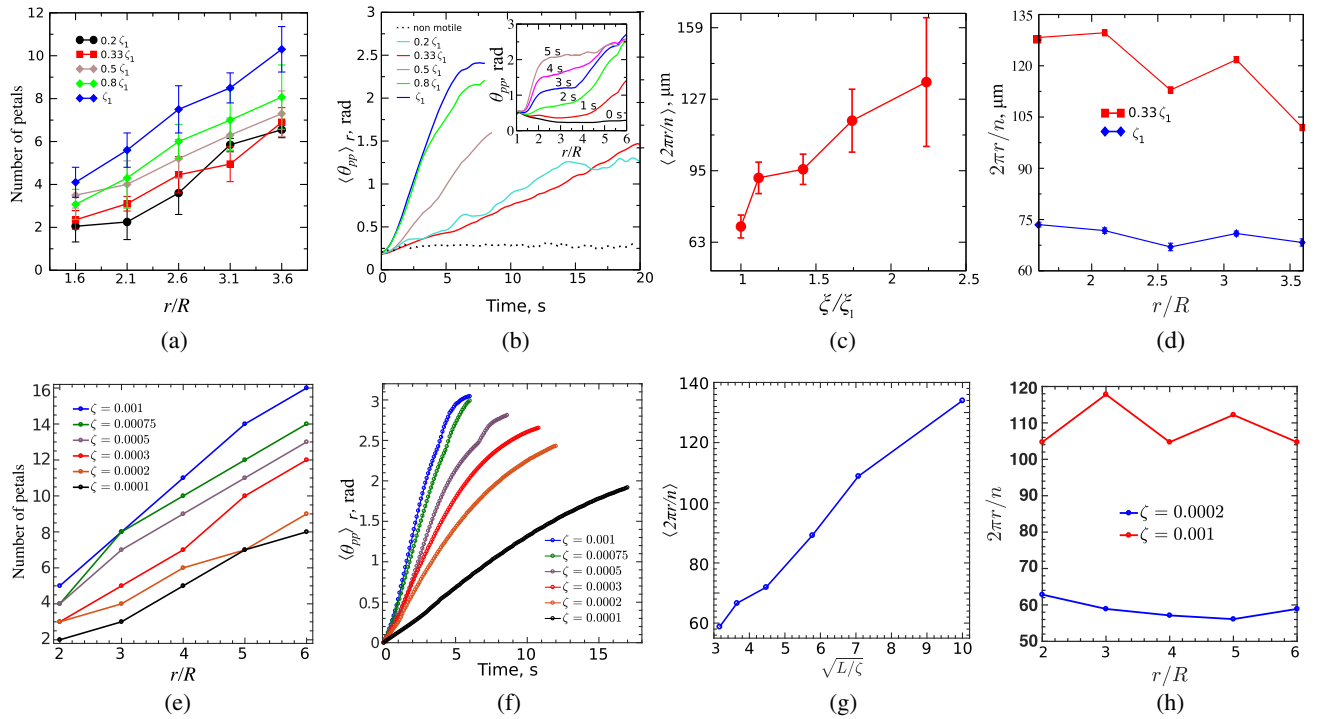 12
10
8
6
4
2
0
Number of petals
0.2 ζ₁
0.33 ζ₁
0.5 ζ₁
0.8 ζ₁
ζ₁
1.6 2.1 2.6 3.1 3.6
r/R
(a)
3
2.5
2
1.5
1
0.5
0
⟨θpp⟩ r, rad
non motile
0.2 ζ₁
0.33 ζ₁
0.5 ζ₁
0.8 ζ₁
ζ₁
3
2
1
0
θpp, rad
5 s
4 s
3 s
2 s
1 s
0 s
1 2 3 4 5 6
r/R
0 5 10 15 20
Time, s
(b)
159
127
95
63
⟨2πr/n⟩, μm
1 1.5 2 2.5
ξ/ξ₁
(c)
135
120
105
90
75
60
2πr/n, μm
0.33 ζ₁
ζ₁
2 2.5 3 3.5
r/R
(d)
16
14
12
10
8
6
4
2
Number of petals
ζ = 0.001
ζ = 0.00075
ζ = 0.0005
ζ = 0.0003
ζ = 0.0002
ζ = 0.0001
2 3 4 5 6
r/R
(e)
3
2.5
2
1.5
1
0.5
0
⟨θpp⟩ r, rad
ζ = 0.001
ζ = 0.00075
ζ = 0.0005
ζ = 0.0003
ζ = 0.0002
ζ = 0.0001
0 5 10 15
Time, s
(f)
140
120
100
80
60
⟨2πr/n⟩
3 4 5 6 7 8 9 10
√L/ζ
(g)
120
110
100
90
80
70
60
50
2πr/n
ζ = 0.0002
ζ = 0.001
2 3 4 5 6
r/R
(h)